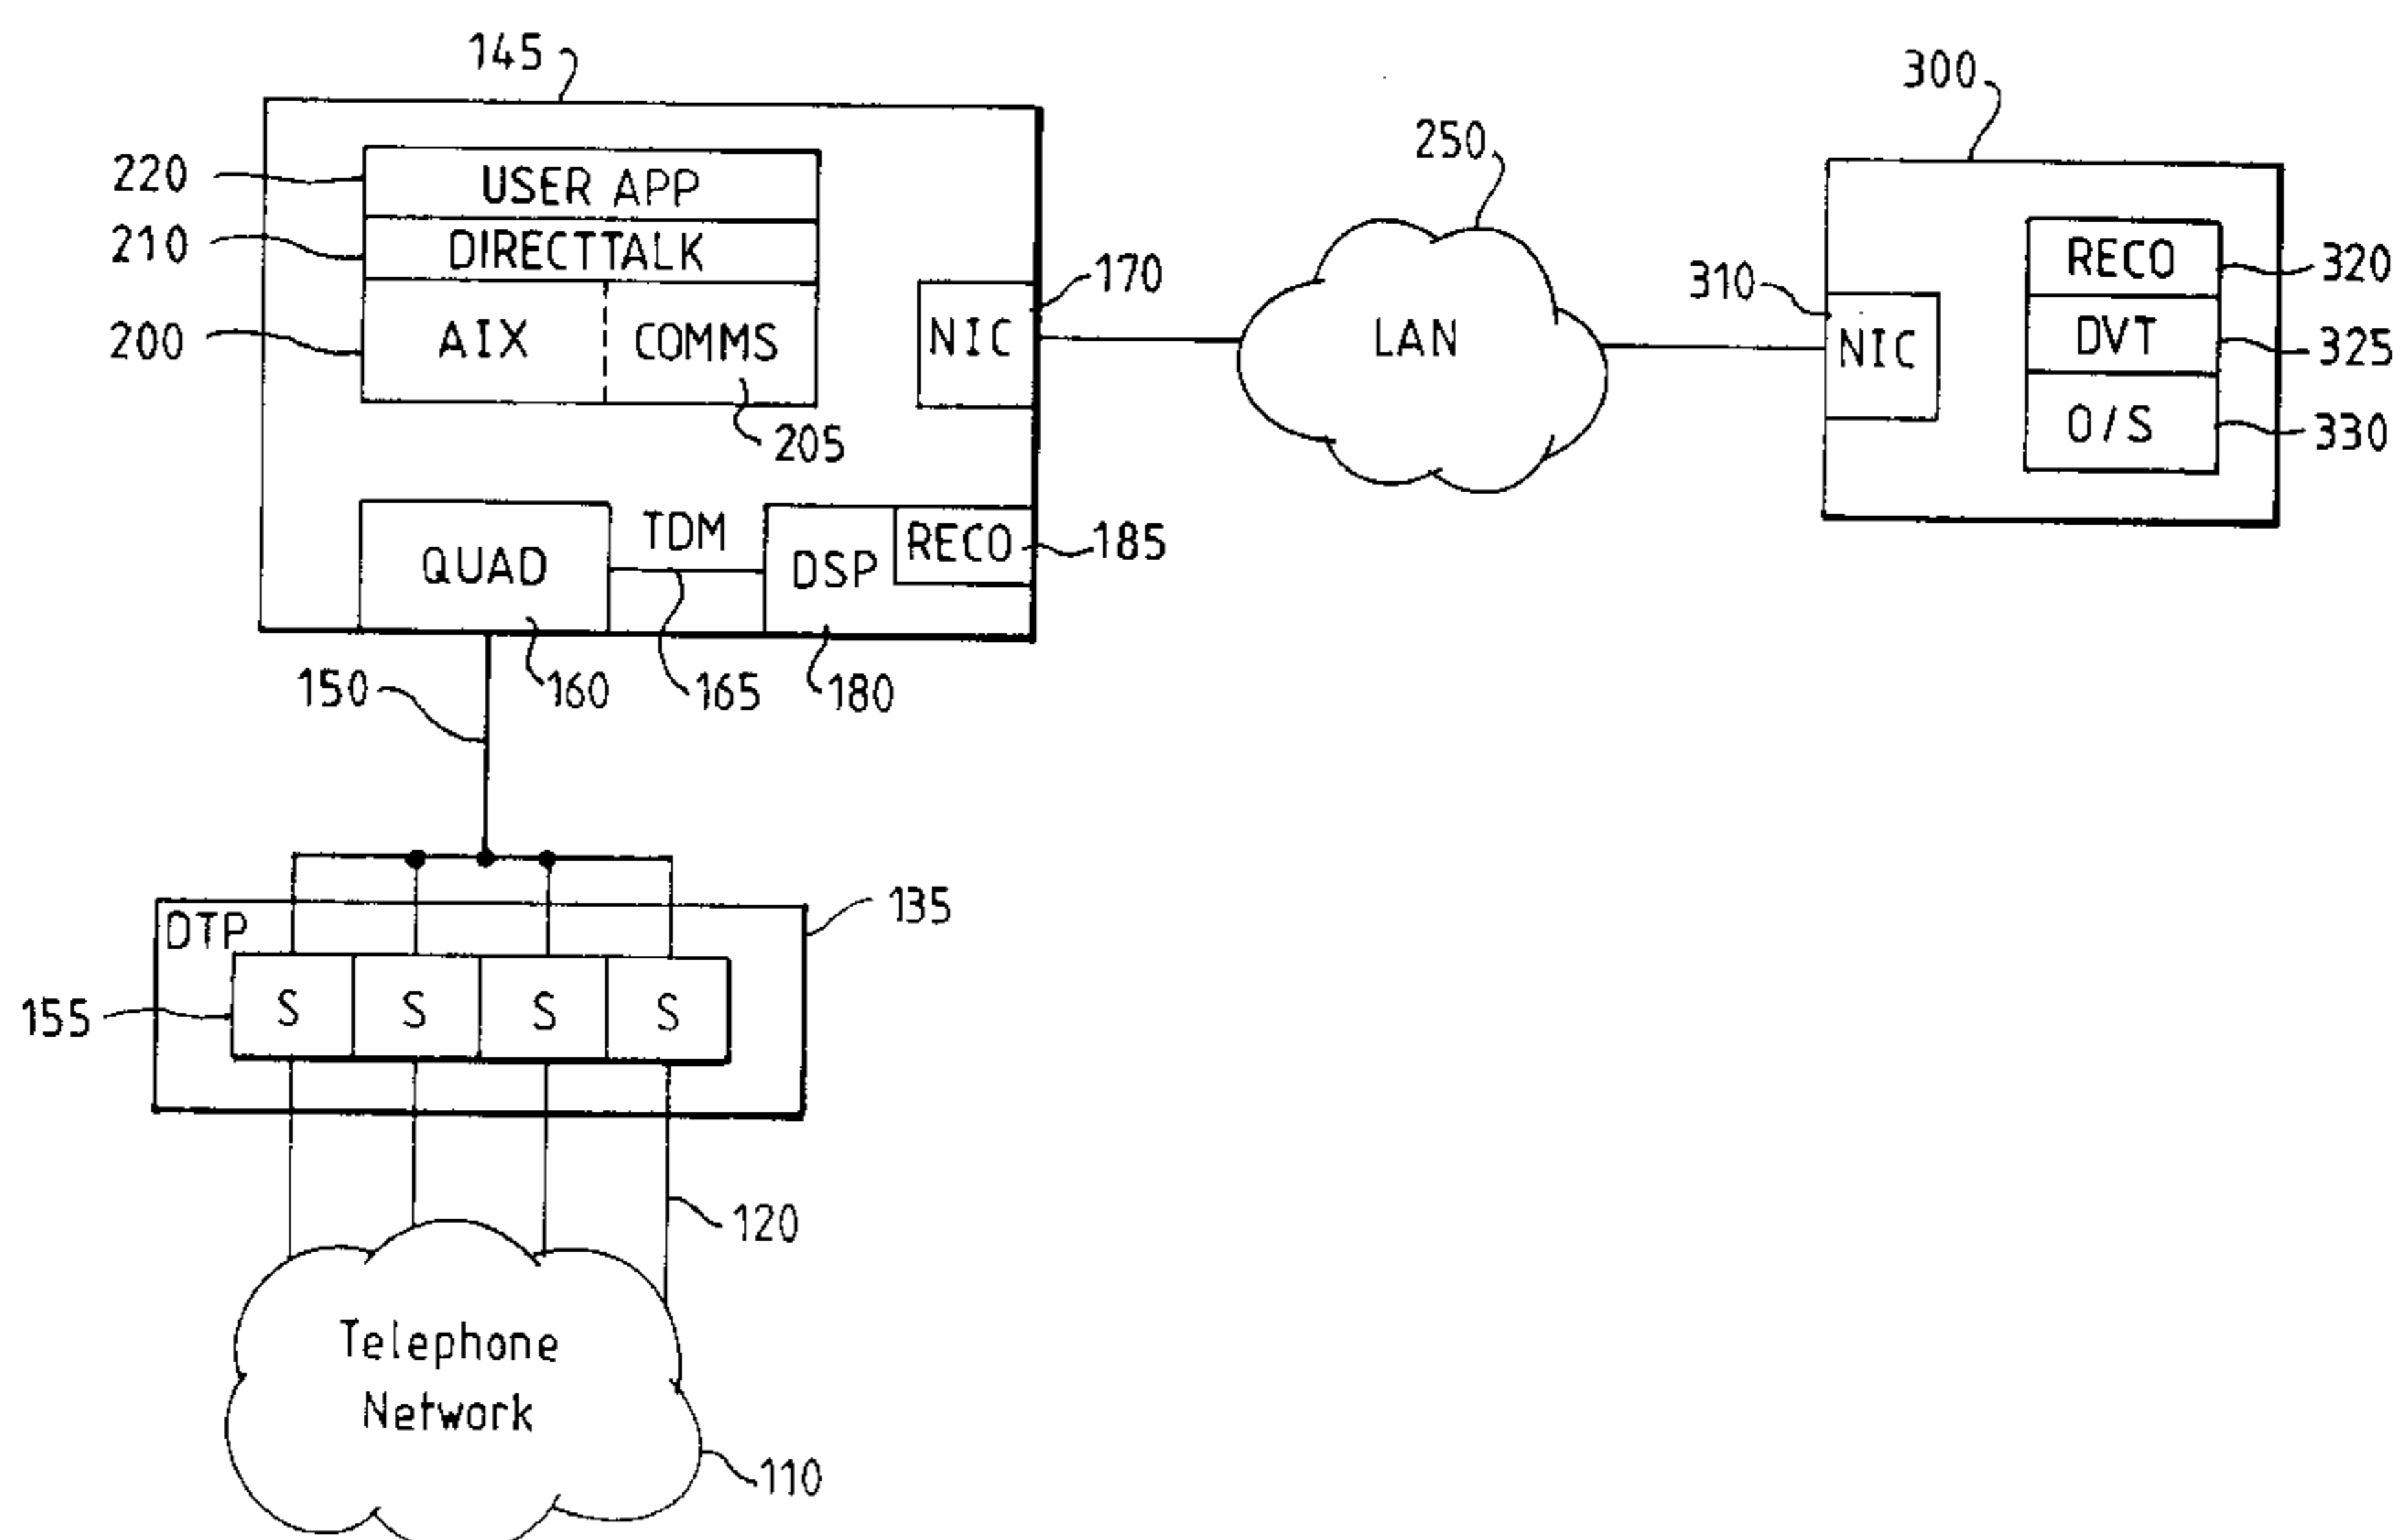 145
300
250
220
USER APP
210
DIRECTTALK
200
AIX
COMMS
205
NIC
170
LAN
310
NIC
RECO
320
DVT
325
O/S
330
QUAD
TDM
DSP
RECO
185
150
160
165
180
135
DTP
155
S
S
S
S
120
Telephone
Network
110